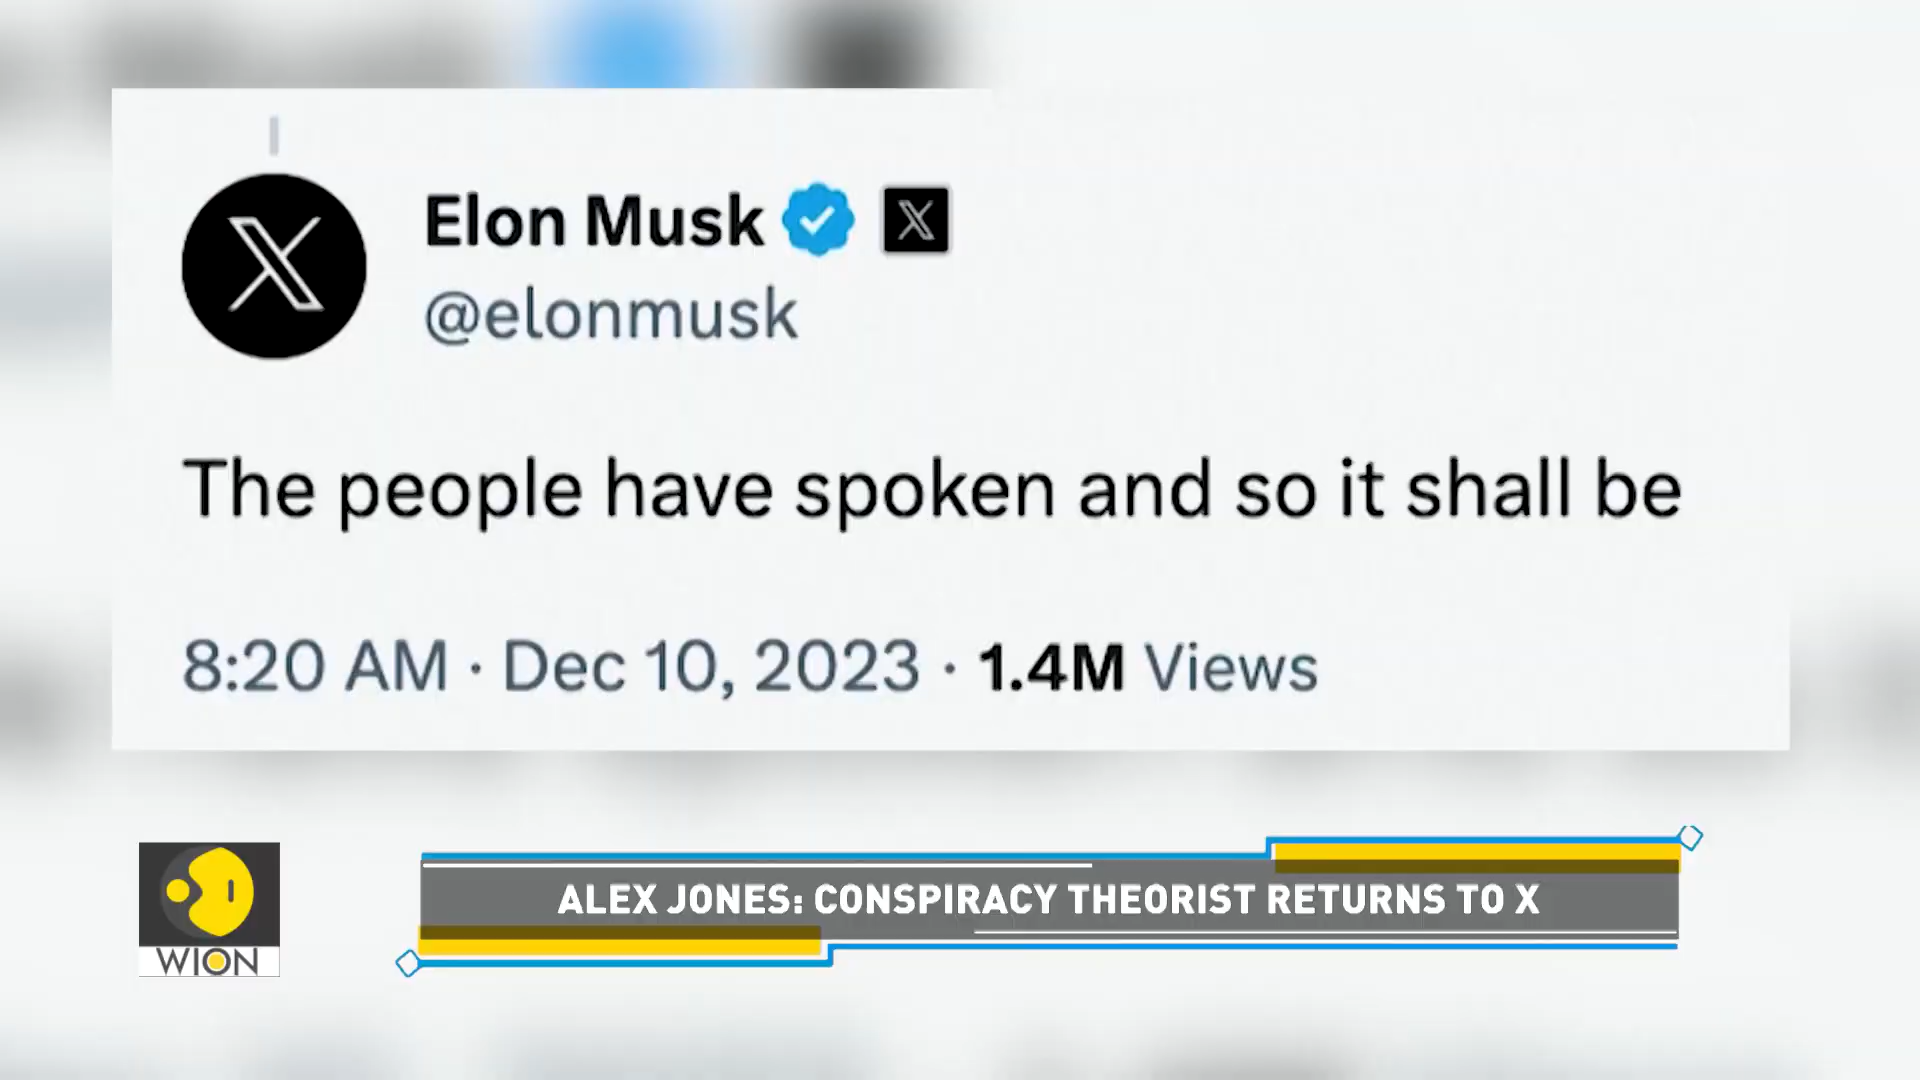 Elon Musk
@elonmusk
The people have spoken and so it shall be
8:20 AM · Dec 10, 2023 · 1.4M Views
ALEX JONES: CONSPIRACY THEORIST RETURNS TO X
WION